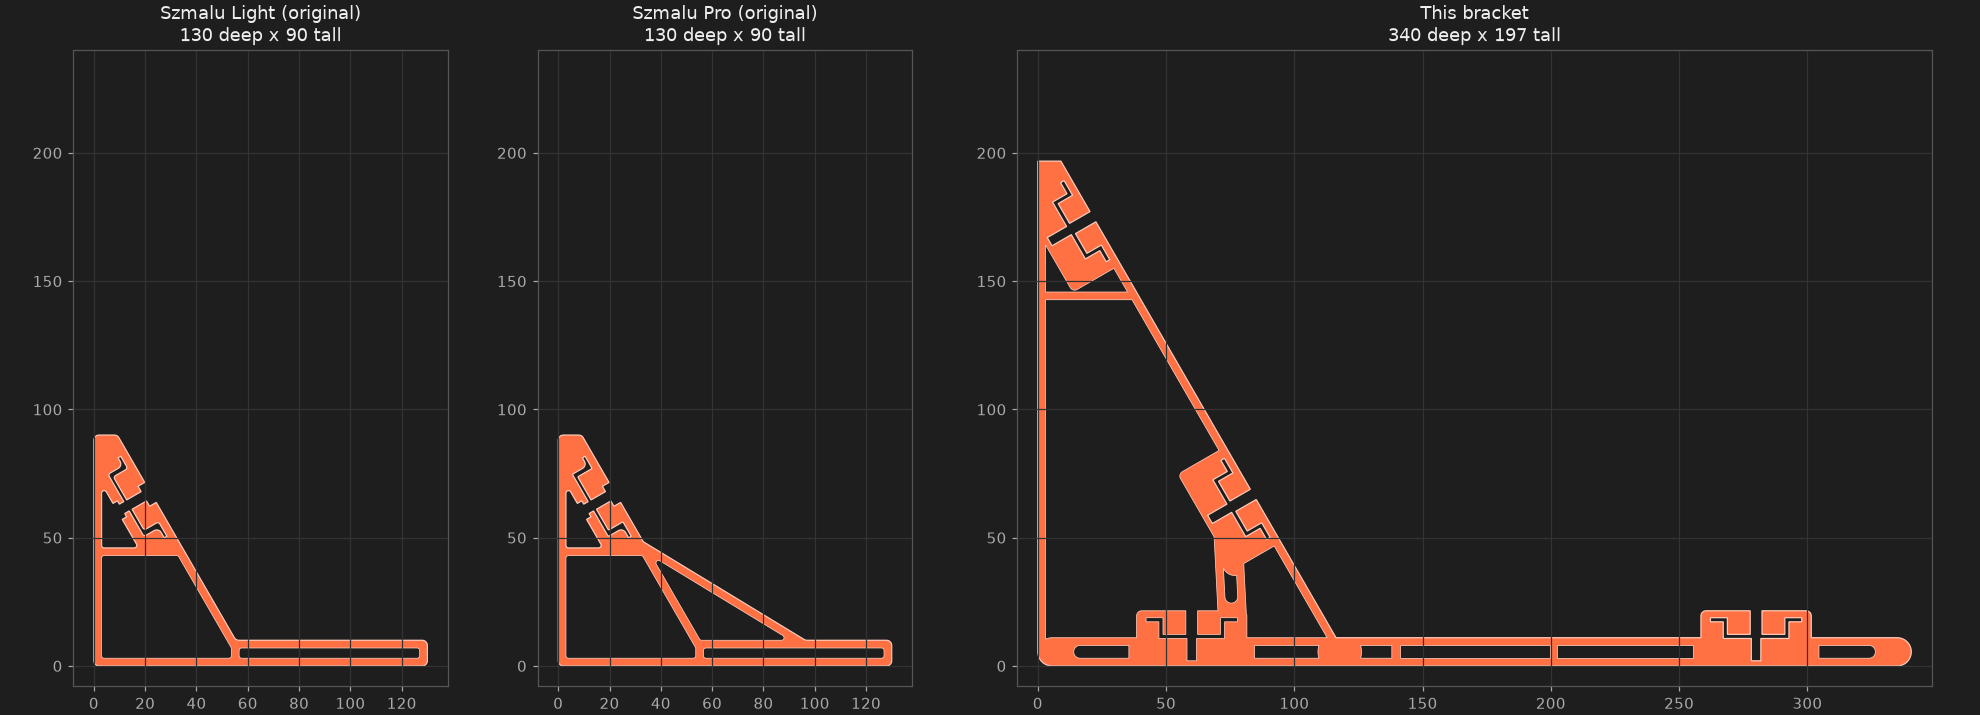 Szmalu Light (original)
130 deep x 90 tall
Szmalu Pro (original)
130 deep x 90 tall
This bracket
340 deep x 197 tall
200
150
100
50
0
0 20 40 60 80 100 120
200
150
100
50
0
0 20 40 60 80 100 120
200
150
100
50
0
0 50 100 150 200 250 300